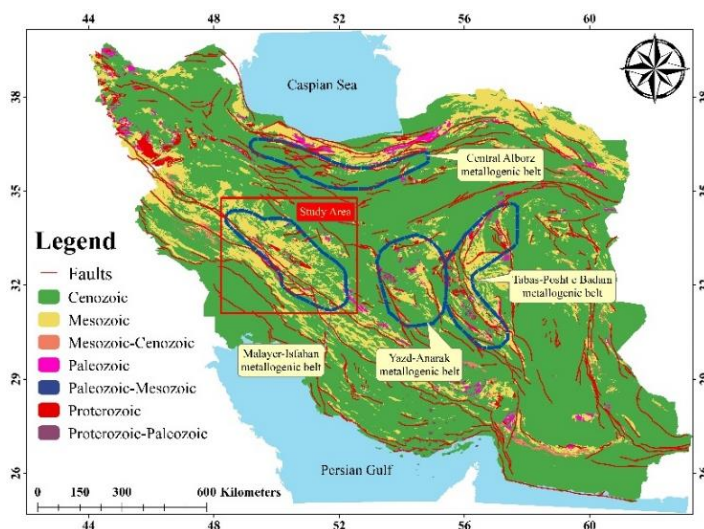 44
48
52
56
60
38
35
32
29
26
Caspian Sea
Central Alborz
metallogenic belt
Study Area
Tabas-Posht e Badam
metallogenic belt
Malayer-Isfahan
metallogenic belt
Yazd-Anarak
metallogenic belt
Persian Gulf
Legend
Faults
Cenozoic
Mesozoic
Mesozoic-Cenozoic
Paleozoic
Paleozoic-Mesozoic
Proterozoic
Proterozoic-Paleozoic
0 80 160 300 450 600 Kilometers
38
35
32
29
26
44
48
52
56
60